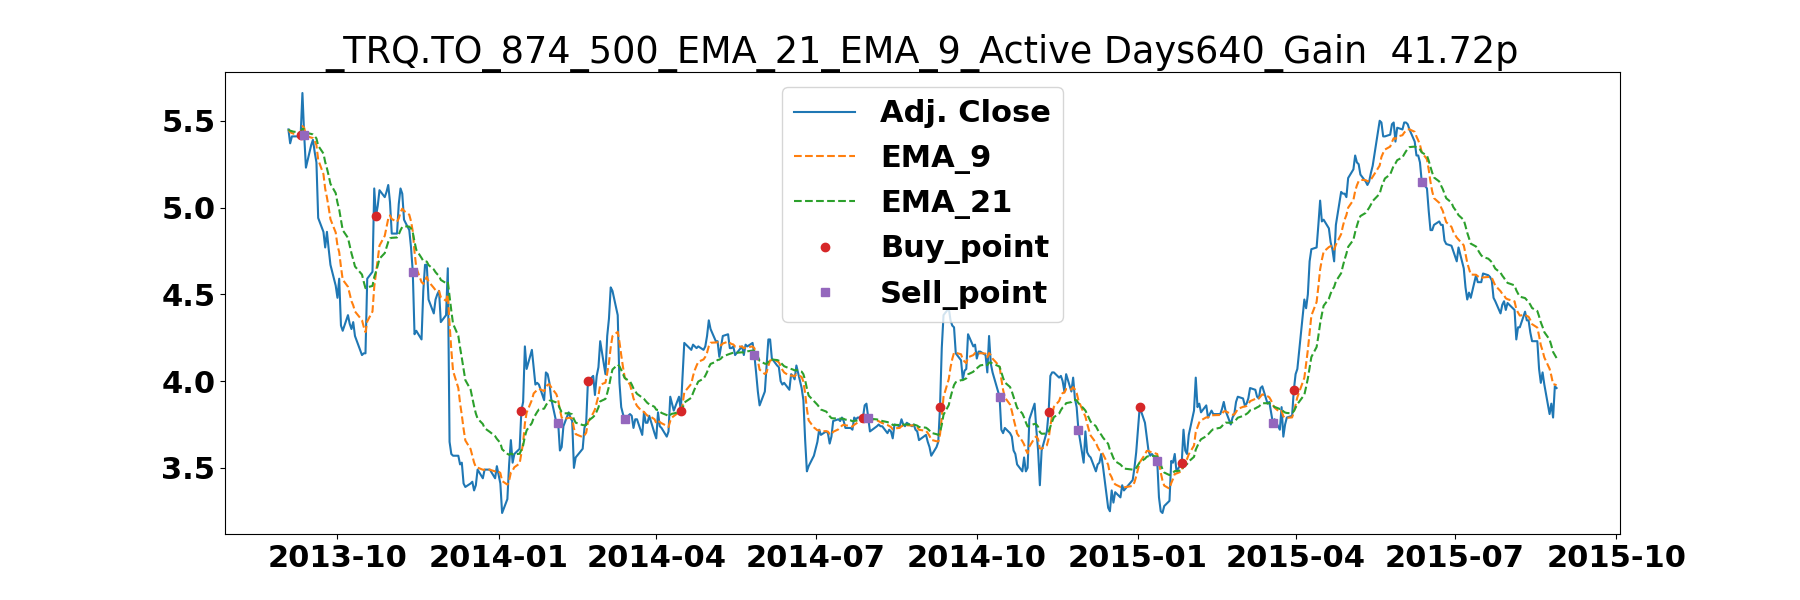 _TRQ.TO_874_500_EMA_21_EMA_9_Active Days640_Gain  41.72p
Adj. Close
EMA_9
EMA_21
Buy_point
Sell_point
5.5
5.0
4.5
4.0
3.5
2013-10 2014-01 2014-04 2014-07 2014-10 2015-01 2015-04 2015-07 2015-10